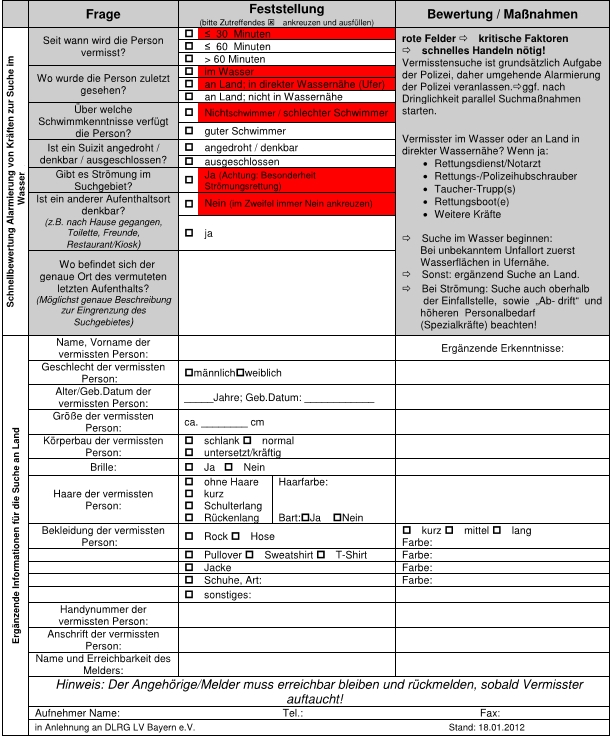 Frage
Feststellung
(bitte Zutreffendes ☒ ankreuzen und ausfüllen)
Bewertung / Maßnahmen
Schnellbewertung Alarmierung von Kräften zur Suche im Wasser
Seit wann wird die Person
vermisst?
☐ ≤ 30 Minuten
☐ ≤ 60 Minuten
☐ > 60 Minuten
Wo wurde die Person zuletzt
gesehen?
☐ im Wasser
☐ an Land; in direkter Wassernähe (Ufer)
☐ an Land; nicht in Wassernähe
Über welche
Schwimmkenntnisse verfügt
die Person?
☐ Nichtschwimmer / schlechter Schwimmer
☐ guter Schwimmer
Ist ein Suizit angedroht /
denkbar / ausgeschlossen?
☐ angedroht / denkbar
☐ ausgeschlossen
Gibt es Strömung im
Suchgebiet?
☐ Ja (Achtung: Besonderheit
Strömungsrettung)
Ist ein anderer Aufenthaltsort
denkbar?
(z.B. nach Hause gegangen,
Toilette, Freunde,
Restaurant/Kiosk)
☐ Nein (im Zweifel immer Nein ankreuzen)
☐ ja
Wo befindet sich der
genaue Ort des vermuteten
letzten Aufenthalts?
(Möglichst genaue Beschreibung
zur Eingrenzung des
Suchgebietes)
rote Felder ⇨ kritische Faktoren
⇨ schnelles Handeln nötig!
Vermisstensuche ist grundsätzlich Aufgabe
der Polizei, daher umgehende Alarmierung
der Polizei veranlassen.⇨ggf. nach
Dringlichkeit parallel Suchmaßnahmen
starten.
Vermisster im Wasser oder an Land in
direkter Wassernähe? Wenn ja:
• Rettungsdienst/Notarzt
• Rettungs-/Polizeihubschrauber
• Taucher-Trupp(s)
• Rettungsboot(e)
• Weitere Kräfte
⇨ Suche im Wasser beginnen:
Bei unbekanntem Unfallort zuerst
Wasserflächen in Ufernähe.
⇨ Sonst: ergänzend Suche an Land.
⇨ Bei Strömung: Suche auch oberhalb
der Einfallstelle, sowie „Ab- drift“ und
höheren Personalbedarf
(Spezialkräfte) beachten!
Ergänzende Informationen für die Suche an Land
Name, Vorname der
vermissten Person:
Ergänzende Erkenntnisse:
Geschlecht der vermissten
Person:
☐männlich☐weiblich
Alter/Geb.Datum der
vermissten Person:
_____Jahre; Geb.Datum: ____________
Größe der vermissten
Person:
ca. ________ cm
Körperbau der vermissten
Person:
☐ schlank ☐ normal
☐ untersetzt/kräftig
Brille:
☐ Ja ☐ Nein
Haare der vermissten
Person:
☐ ohne Haare
☐ kurz
☐ Schulterlang
☐ Rückenlang
Haarfarbe:
Bart:☐Ja ☐Nein
Bekleidung der vermissten
Person:
☐ Rock ☐ Hose
☐ kurz ☐ mittel ☐ lang
Farbe:
☐ Pullover ☐ Sweatshirt ☐ T-Shirt
Farbe:
☐ Jacke
Farbe:
☐ Schuhe, Art:
Farbe:
☐ sonstiges:
Handynummer der
vermissten Person:
Anschrift der vermissten
Person:
Name und Erreichbarkeit des
Melders:
Hinweis: Der Angehörige/Melder muss erreichbar bleiben und rückmelden, sobald Vermisster
auftaucht!
Aufnehmer Name: Tel.: Fax:
in Anlehnung an DLRG LV Bayern e.V. Stand: 18.01.2012